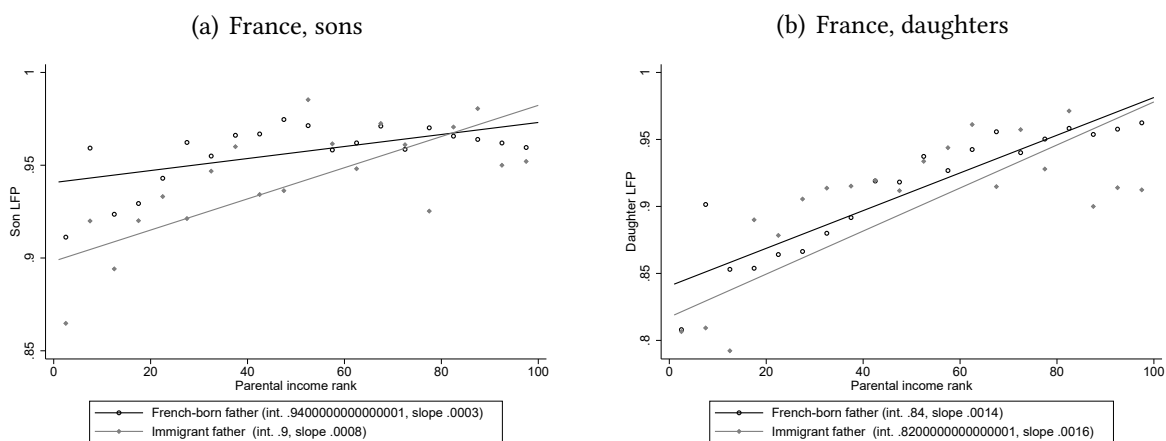 (a) France, sons
1
.95
.9
.85
Son LFP
0 20 40 60 80 100
Parental income rank
French-born father (int. .9400000000000001, slope .0003)
Immigrant father (int. .9, slope .0008)
(b) France, daughters
1
.95
.9
.85
.8
Daughter LFP
0 20 40 60 80 100
Parental income rank
French-born father (int. .84, slope .0014)
Immigrant father (int. .8200000000000001, slope .0016)